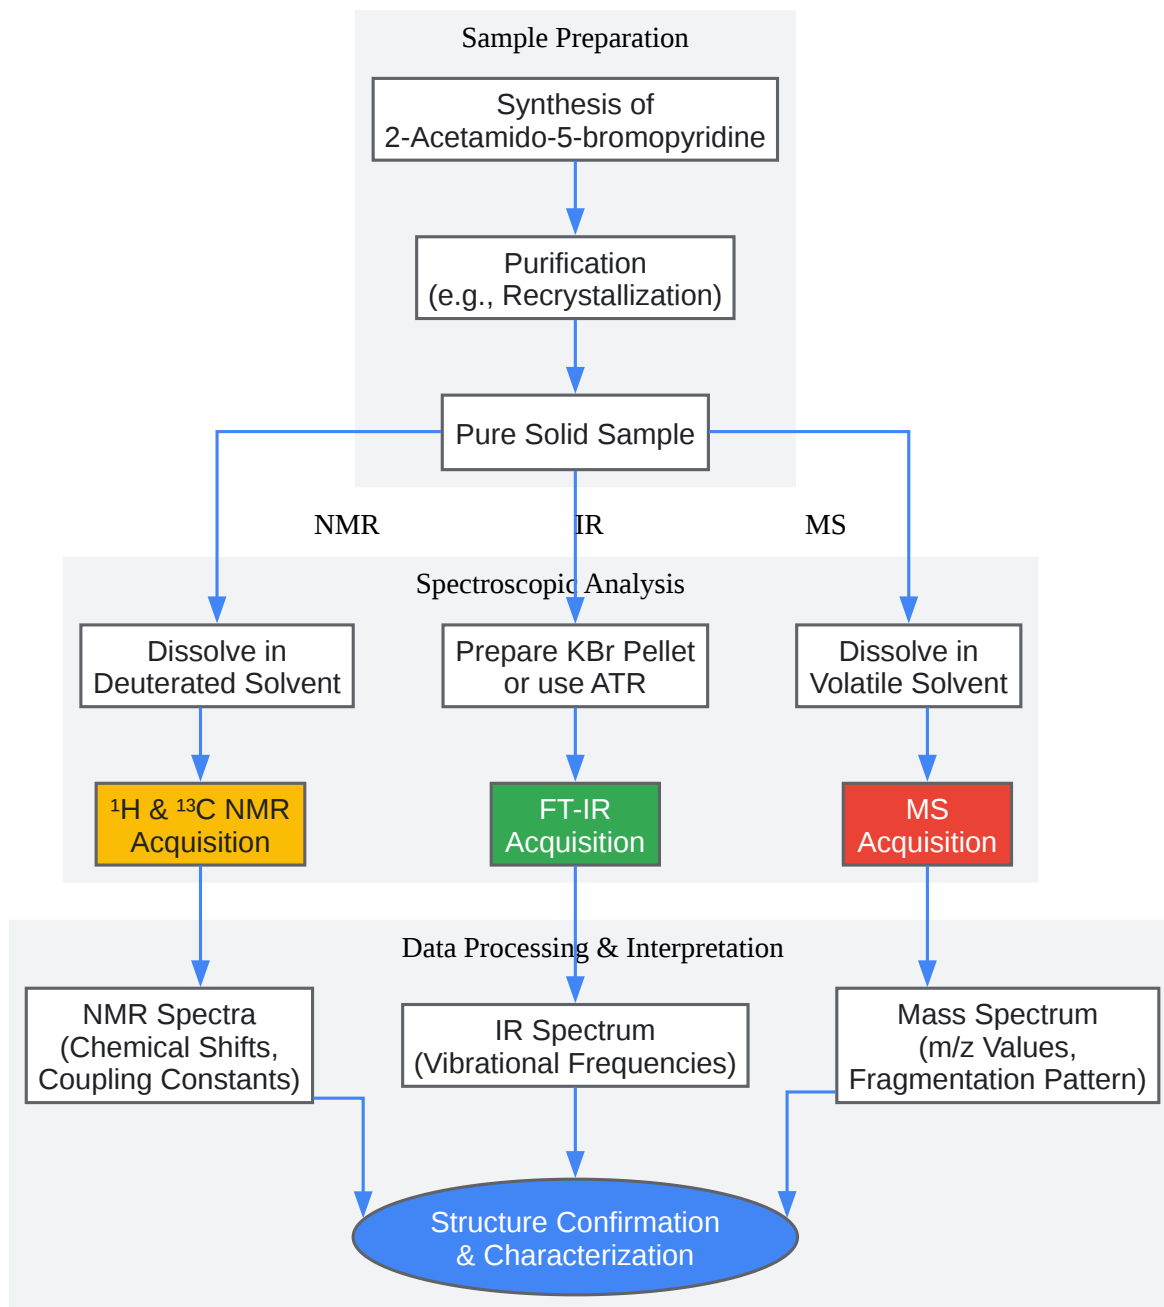 Sample Preparation
Synthesis of
2-Acetamido-5-bromopyridine
Purification
(e.g., Recrystallization)
Pure Solid Sample
NMR
IR
MS
Spectroscopic Analysis
Dissolve in
Deuterated Solvent
Prepare KBr Pellet
or use ATR
Dissolve in
Volatile Solvent
¹H & ¹³C NMR
Acquisition
FT-IR
Acquisition
MS
Acquisition
Data Processing & Interpretation
NMR Spectra
(Chemical Shifts,
Coupling Constants)
IR Spectrum
(Vibrational Frequencies)
Mass Spectrum
(m/z Values,
Fragmentation Pattern)
Structure Confirmation
& Characterization